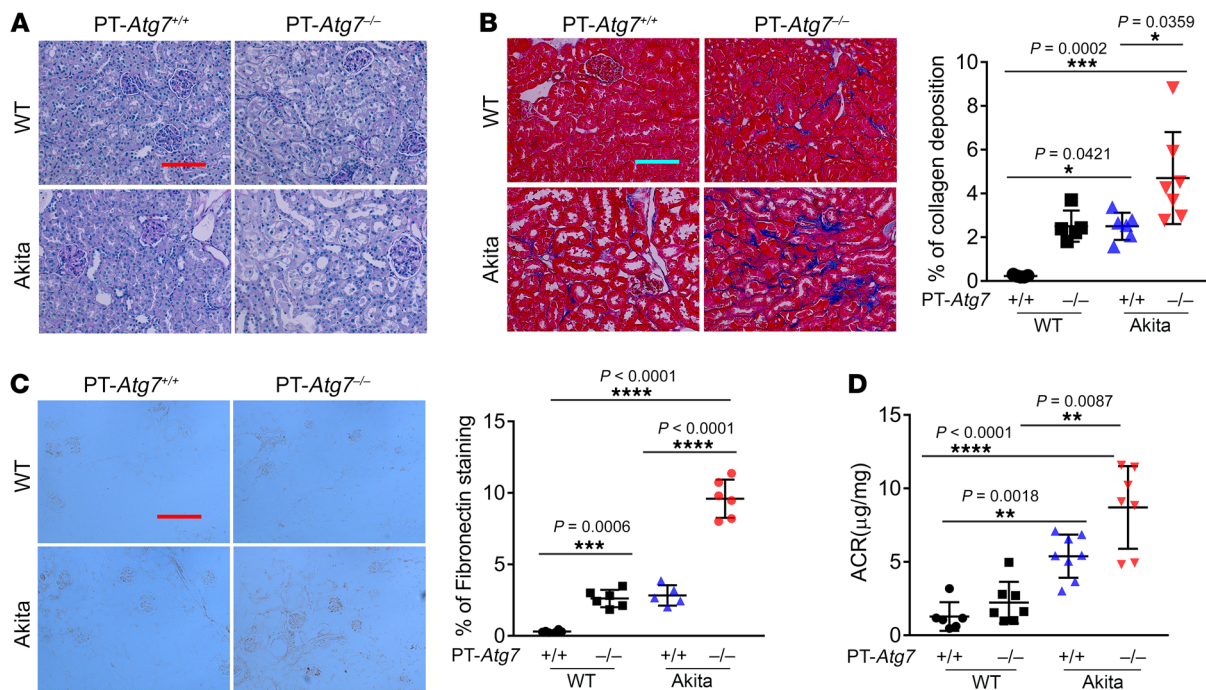 A
PT-Atg7+/+
PT-Atg7–/–
WT
Akita
B
PT-Atg7+/+
PT-Atg7–/–
WT
Akita
P = 0.0359
*
P = 0.0002
***
P = 0.0421
*
% of collagen deposition
10
8
6
4
2
0
PT-Atg7
+/+
–/–
+/+
–/–
WT
Akita
C
PT-Atg7+/+
PT-Atg7–/–
WT
Akita
P < 0.0001
****
P < 0.0001
****
P = 0.0006
***
% of Fibronectin staining
15
10
5
0
PT-Atg7
+/+
–/–
+/+
–/–
WT
Akita
D
P = 0.0087
**
P < 0.0001
****
P = 0.0018
**
ACR(μg/mg)
15
10
5
0
PT-Atg7
+/+
–/–
+/+
–/–
WT
Akita